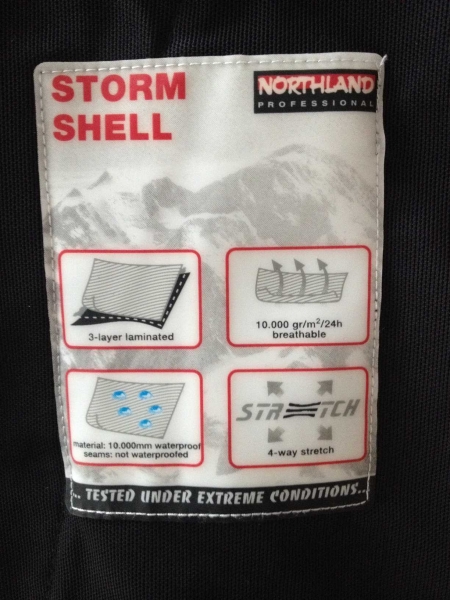 STORM
SHELL
NORTHLAND
PROFESSIONAL
3-layer laminated
10.000 gr/m²/24h
breathable
material: 10.000mm waterproof
seams: not waterproofed
STRETCH
4-way stretch
.. TESTED UNDER EXTREME CONDITIONS..